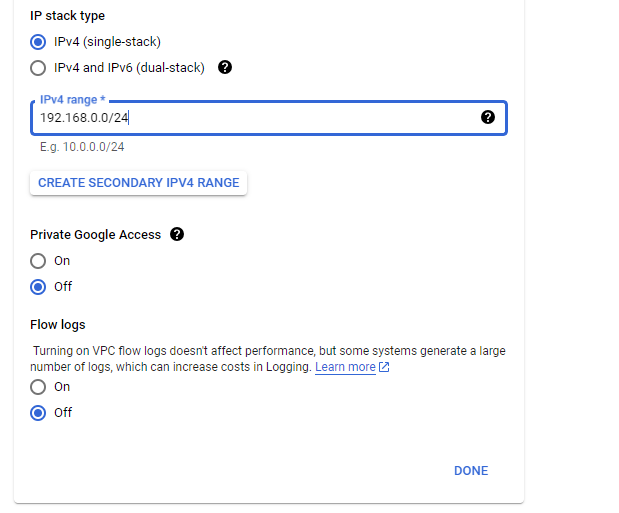 IP stack type
IPv4 (single-stack)
IPv4 and IPv6 (dual-stack) ?
IPv4 range *
192.168.0.0/24 ?
E.g. 10.0.0.0/24
CREATE SECONDARY IPV4 RANGE
Private Google Access ?
On
Off
Flow logs
Turning on VPC flow logs doesn't affect performance, but some systems generate a large
number of logs, which can increase costs in Logging. Learn more
On
Off
DONE